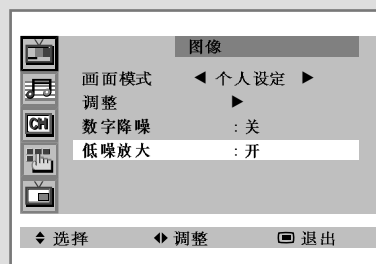 图像
画面模式 ◀ 个人设定 ▶
调整 ▶
数字降噪 : 关
低噪放大 : 开
CH
选择 调整 退出